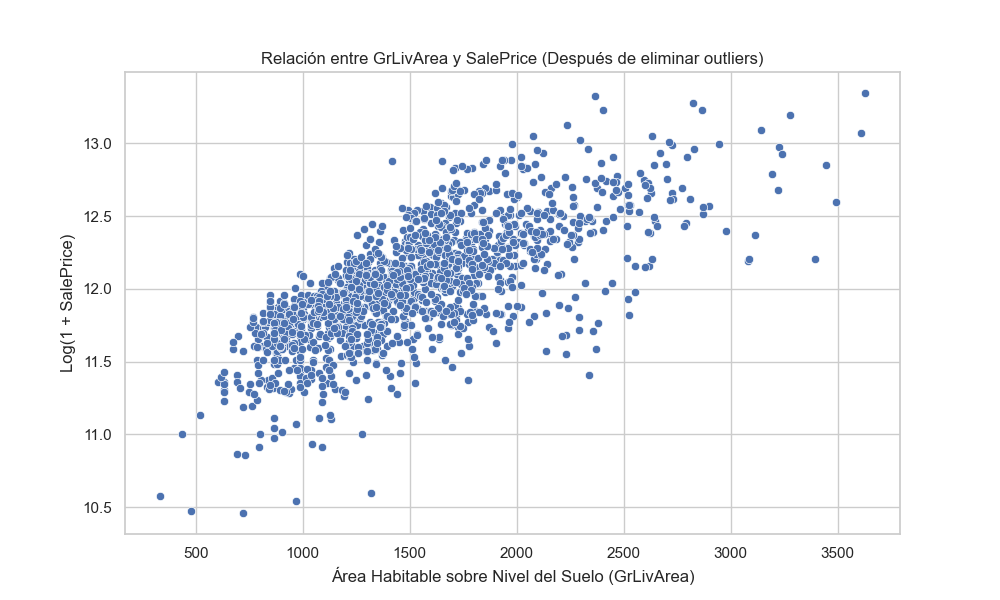 Relación entre GrLivArea y SalePrice (Después de eliminar outliers)
Log(1 + SalePrice)
13.0
12.5
12.0
11.5
11.0
10.5
500 1000 1500 2000 2500 3000 3500
Área Habitable sobre Nivel del Suelo (GrLivArea)